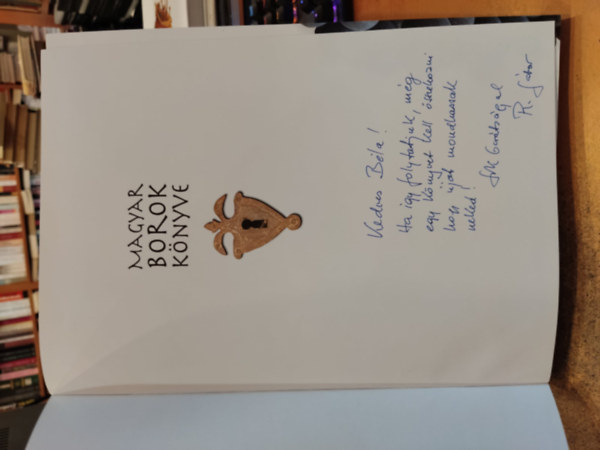 MAGYAR
BOROK
KÖNYVE
Kedves Béla!
Ha így folytatjuk, még
egy könyvet kell összehozni
hogy újat mondhassak
neked!
Sok barátsággal
R. Gábor